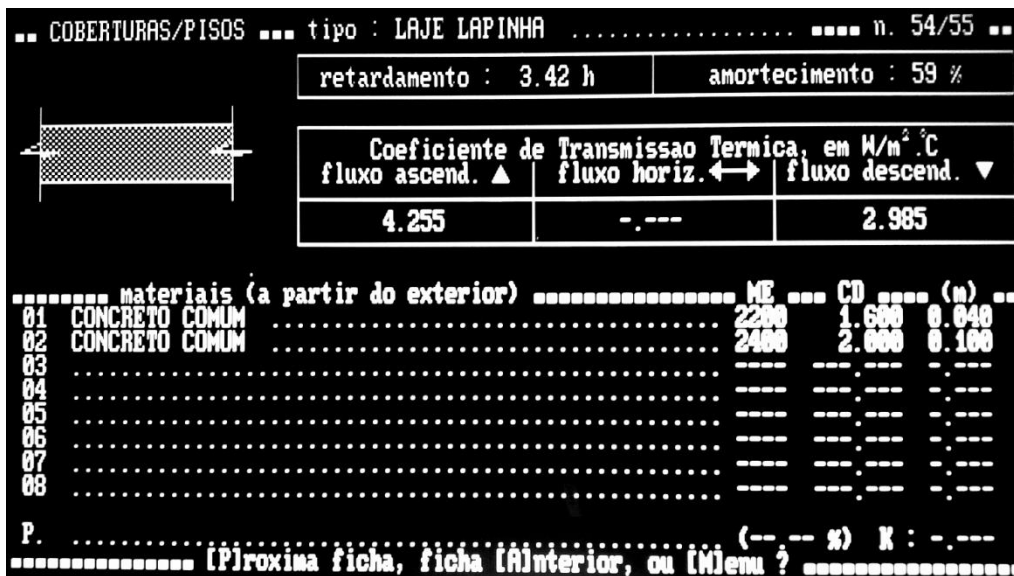 COBERTURAS/PISOS tipo : LAJE LAPINHA .................. n. 54/55
retardamento : 3.42 h amortecimento : 59 %
Coeficiente de Transmissao Termica, em W/m².°C
fluxo ascend. ▲ fluxo horiz. ◄─► fluxo descend. ▼
4.255 -.--- 2.985
materiais (a partir do exterior) ME CD (m)
01 CONCRETO COMUM .................................... 2200 1.600 0.040
02 CONCRETO COMUM .................................... 2400 2.000 0.100
03 .................................................... ---- ---.--- -.---
04 .................................................... ---- ---.--- -.---
05 .................................................... ---- ---.--- -.---
06 .................................................... ---- ---.--- -.---
07 .................................................... ---- ---.--- -.---
08 .................................................... ---- ---.--- -.---
P. .................................................... (--.-- %) K : -.---
[P]roxima ficha, ficha [A]nterior, ou [M]enu ?